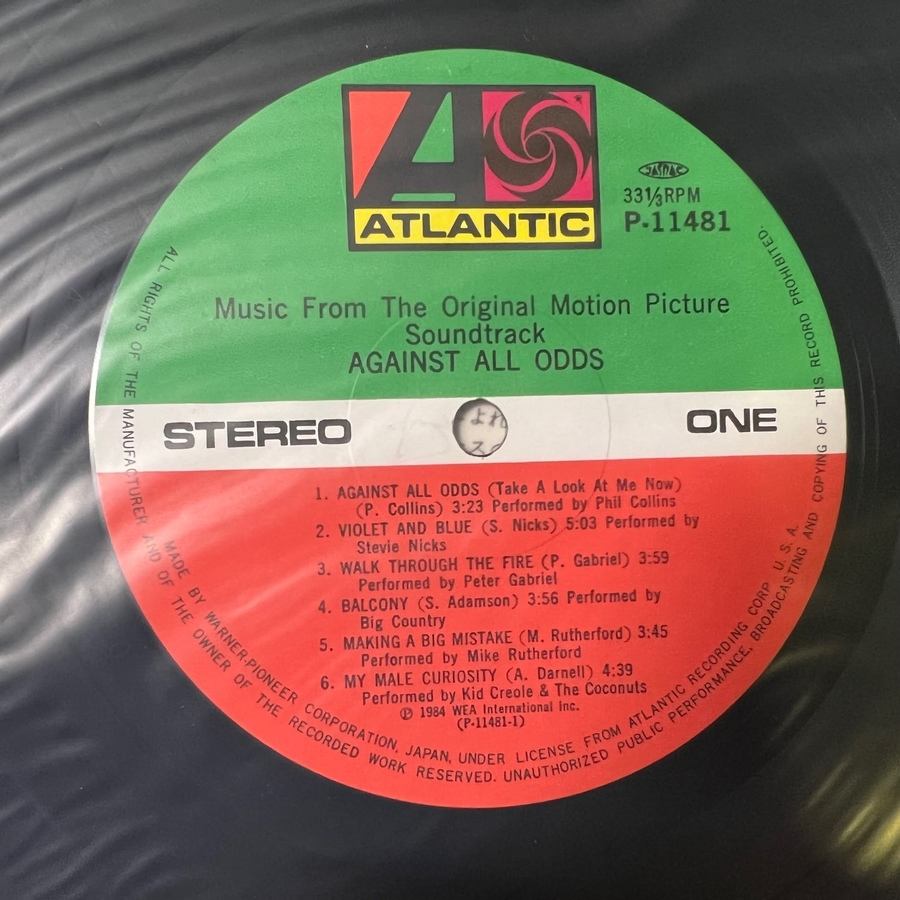 ATLANTIC
JASRAC
33⅓RPM
P-11481
Music From The Original Motion Picture
Soundtrack
AGAINST ALL ODDS
STEREO
ONE
よれ
1. AGAINST ALL ODDS (Take A Look At Me Now)
(P. Collins) 3:23 Performed by Phil Collins
2. VIOLET AND BLUE (S. Nicks) 5:03 Performed by
Stevie Nicks
3. WALK THROUGH THE FIRE (P. Gabriel) 3:59
Performed by Peter Gabriel
4. BALCONY (S. Adamson) 3:56 Performed by
Big Country
5. MAKING A BIG MISTAKE (M. Rutherford) 3:45
Performed by Mike Rutherford
6. MY MALE CURIOSITY (A. Darnell) 4:39
Performed by Kid Creole & The Coconuts
℗ 1984 WEA International Inc.
(P-11481-1)
MADE BY WARNER-PIONEER CORPORATION, JAPAN, UNDER LICENSE FROM ATLANTIC RECORDING CORP. U.S.A.
ALL RIGHTS OF THE MANUFACTURER AND OF THE OWNER OF THE RECORDED WORK RESERVED. UNAUTHORIZED PUBLIC PERFORMANCE, BROADCASTING AND COPYING OF THIS RECORD PROHIBITED.